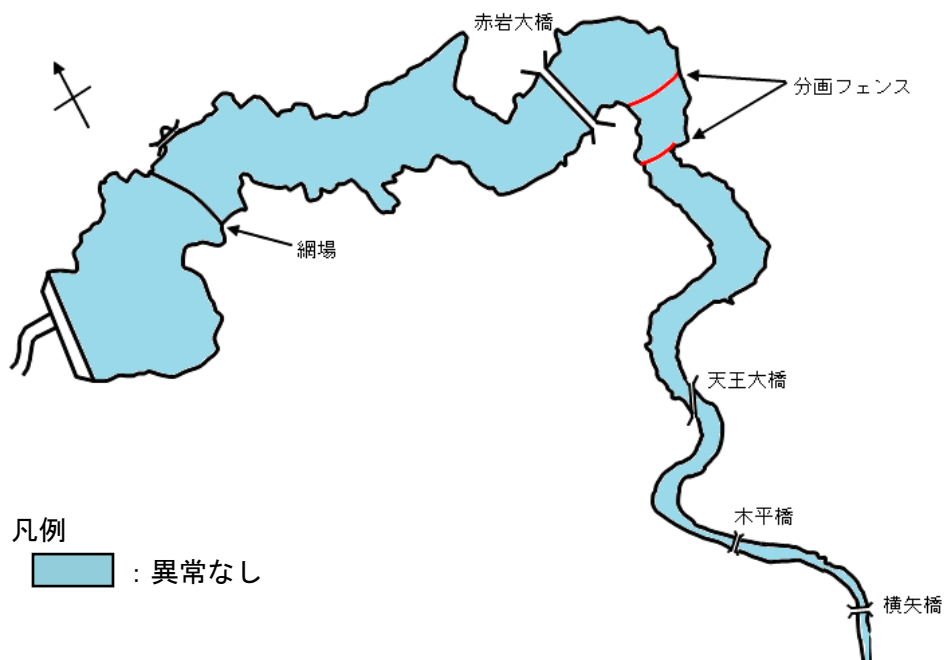 赤岩大橋
分画フェンス
網場
天王大橋
木平橋
横矢橋
凡例
：異常なし